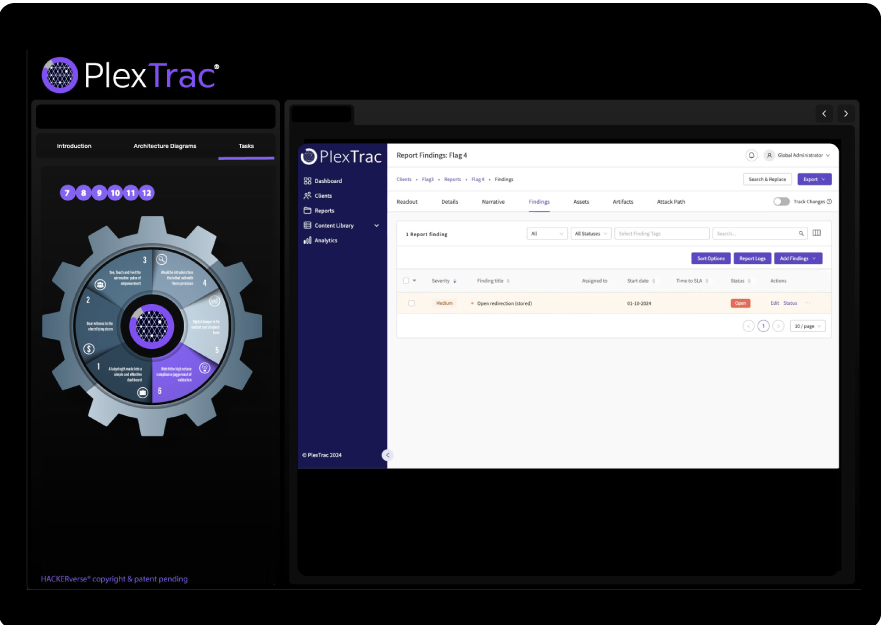 PlexTrac®
Introduction
Architecture Diagrams
Tasks
7 8 9 10 11 12
3
4
2
5
1
6
HACKERverse® copyright & patent pending
PlexTrac
Dashboard
Clients
Reports
Content Library
Analytics
© PlexTrac 2024
Report Findings: Flag 4
Global Administrator
Clients • Flag4 • Reports • Flag 4 • Findings
Search & Replace
Export
Readout
Details
Narrative
Findings
Assets
Artifacts
Attack Path
Track Changes
1 Report finding
All
All Statuses
Select Finding Tags
Search...
Sort Options
Report Logs
Add Findings
Severity
Finding title
Assigned to
Start date
Time to SLA
Status
Actions
Medium
Open redirection (stored)
01-10-2024
Open
Edit Status ...
< 1 >
10 / page